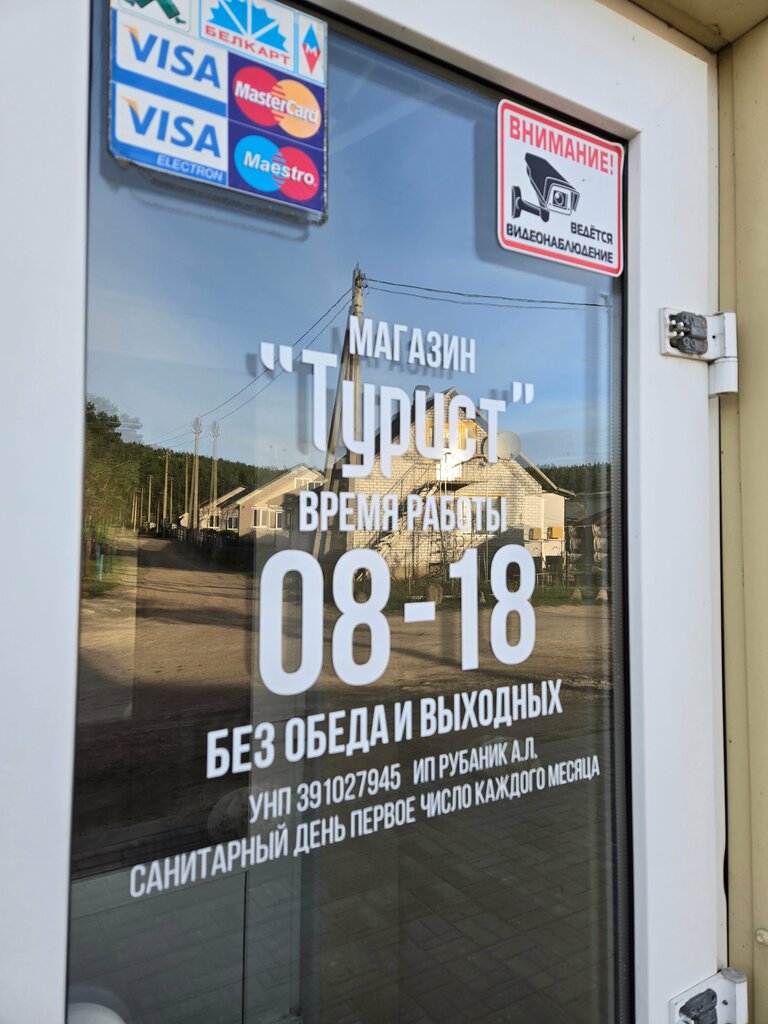 БЕЛКАРТ
VISA
MasterCard
VISA
ELECTRON
Maestro
ВНИМАНИЕ!
ВЕДЁТСЯ
ВИДЕОНАБЛЮДЕНИЕ
МАГАЗИН
"Турист"
ВРЕМЯ РАБОТЫ
08-18
БЕЗ ОБЕДА И ВЫХОДНЫХ
УНП 391027945 ИП РУБАНИК А.Л.
САНИТАРНЫЙ ДЕНЬ ПЕРВОЕ ЧИСЛО КАЖДОГО МЕСЯЦА